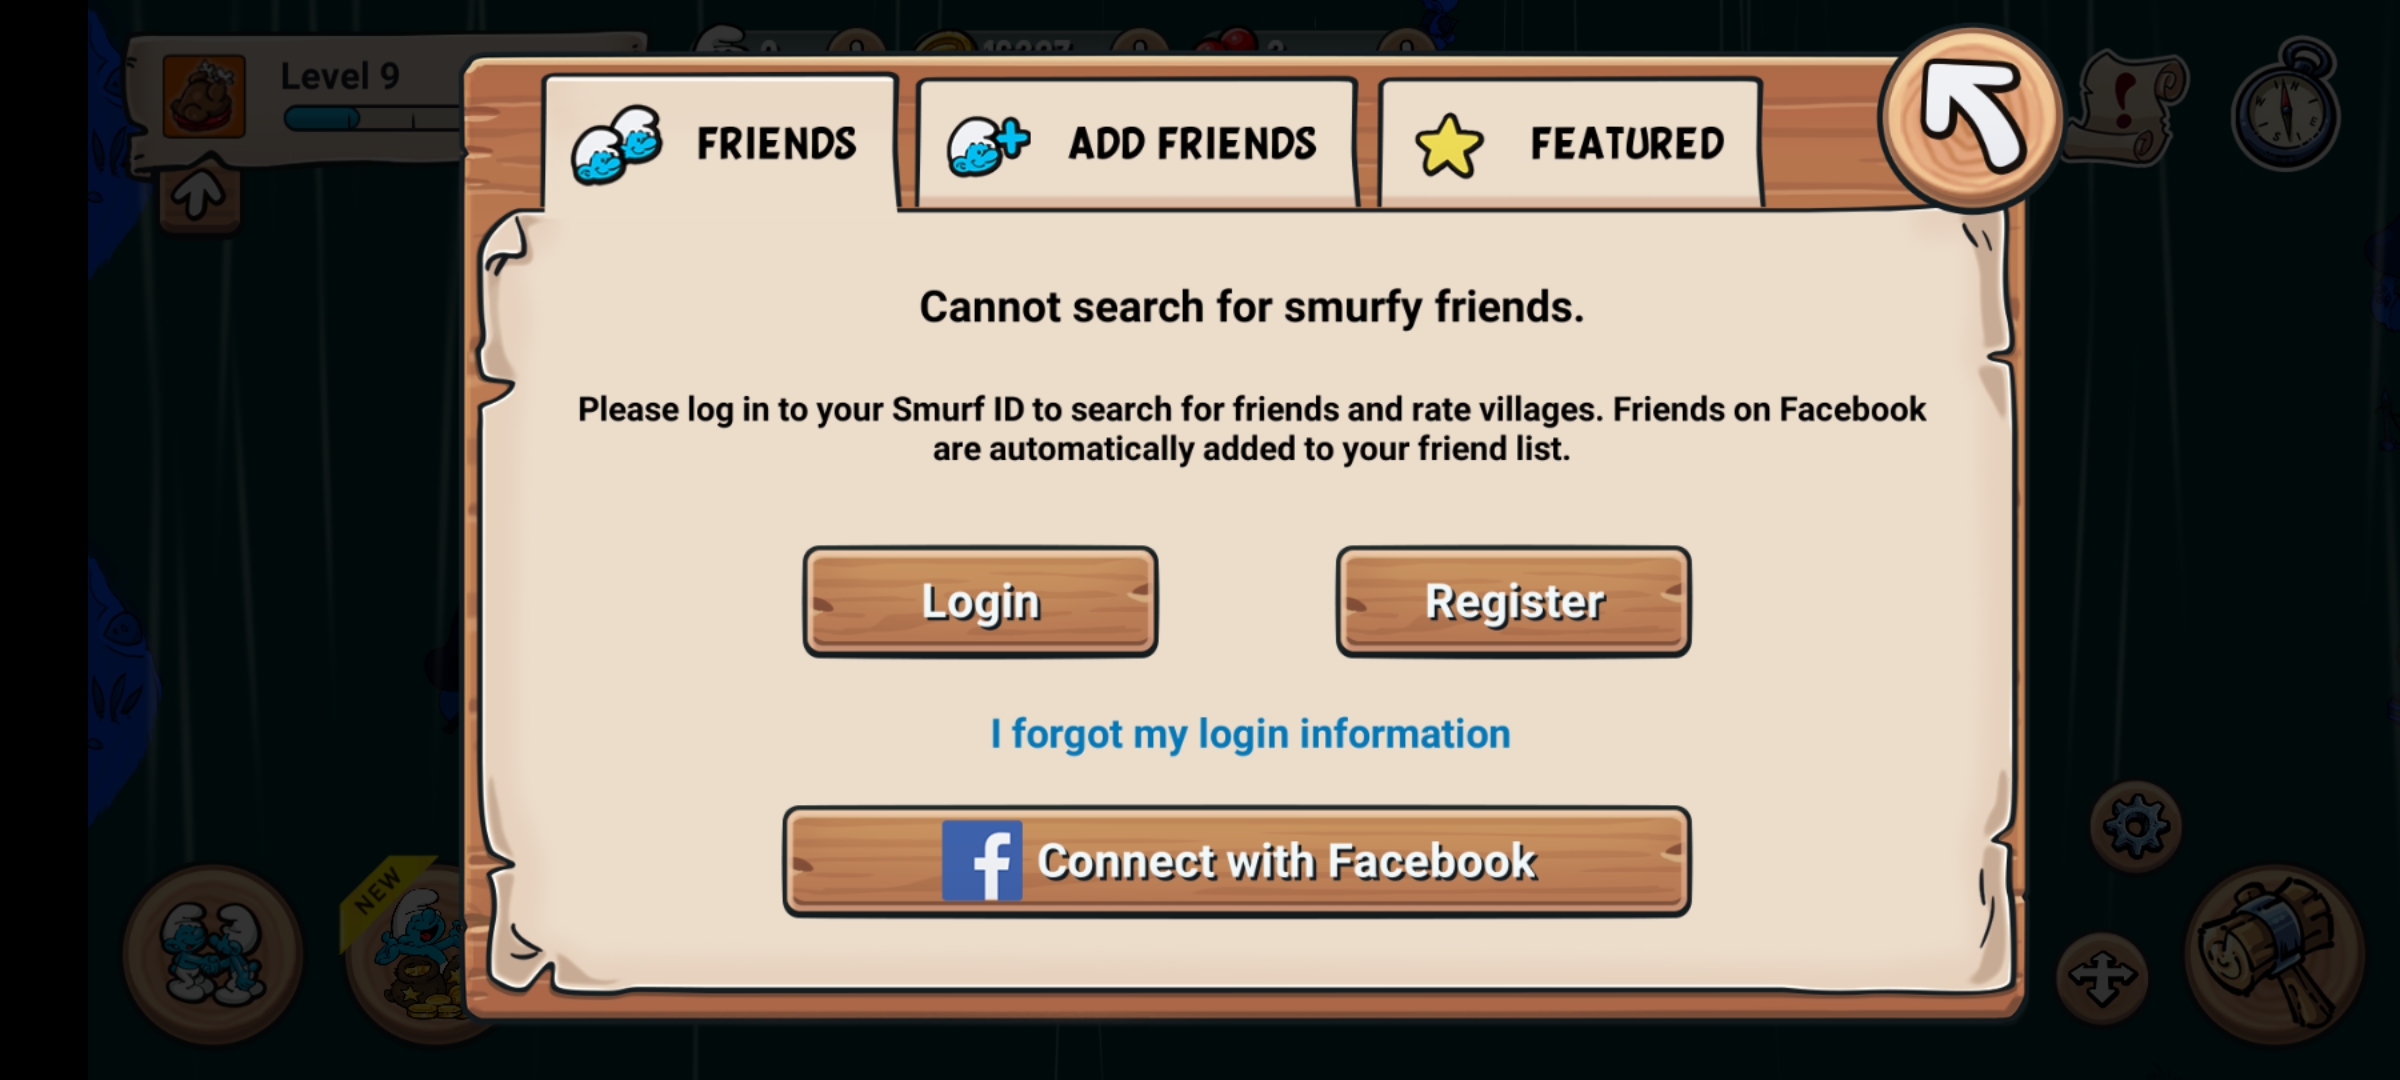 Level 9
FRIENDS
ADD FRIENDS
FEATURED
Cannot search for smurfy friends.
Please log in to your Smurf ID to search for friends and rate villages. Friends on Facebook
are automatically added to your friend list.
Login
Register
I forgot my login information
Connect with Facebook
NEW